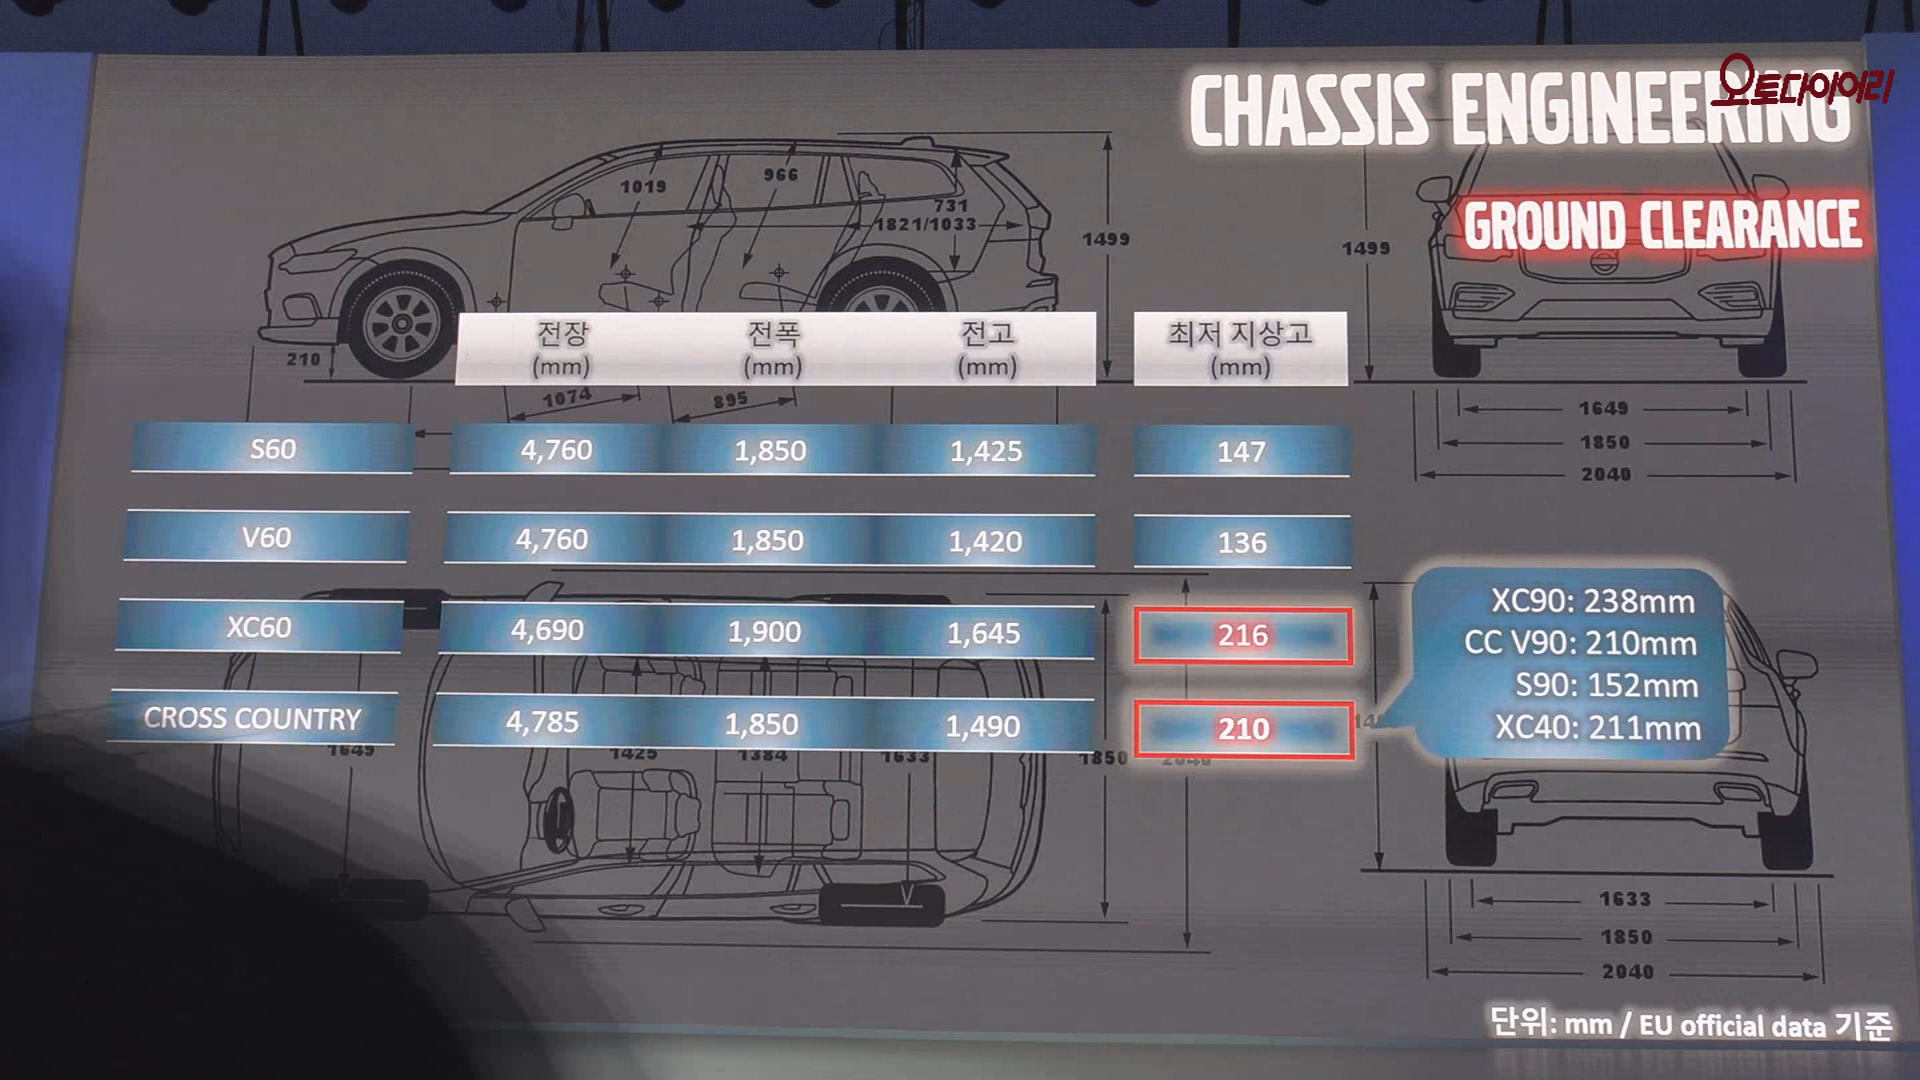 오토다이어리
CHASSIS ENGINEERING
GROUND CLEARANCE
1019
966
731
1821/1033
1499
1499
210
1074
895
전장 (mm)
전폭 (mm)
전고 (mm)
최저 지상고 (mm)
1649
1850
2040
S60 4,760 1,850 1,425 147
V60 4,760 1,850 1,420 136
XC60 4,690 1,900 1,645 216
CROSS COUNTRY 4,785 1,850 1,490 210
XC90: 238mm
CC V90: 210mm
S90: 152mm
XC40: 211mm
1649
1425
1384
1633
1850
2040
1633
1850
2040
단위: mm / EU official data 기준